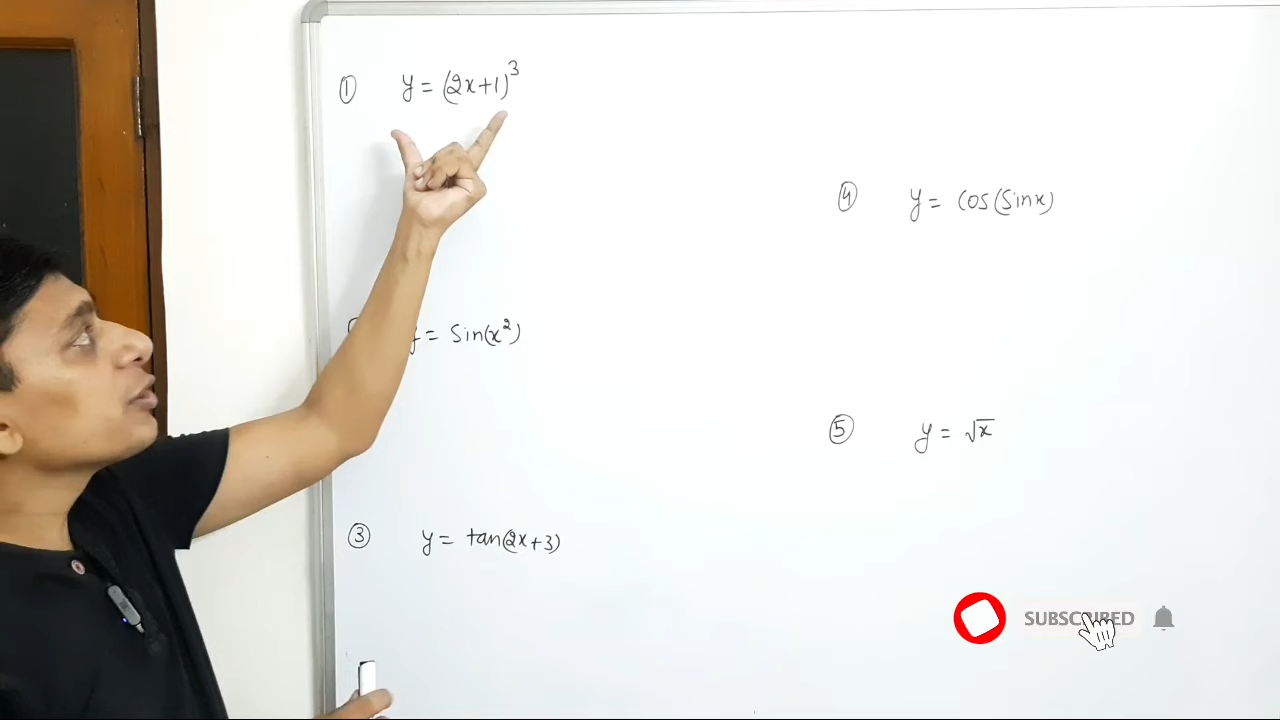 ① y = (2x+1)³
y = Sin(x²)
③ y = tan(2x+3)
④ y = cos(Sinx)
⑤ y = √x
SUBSCRIBED